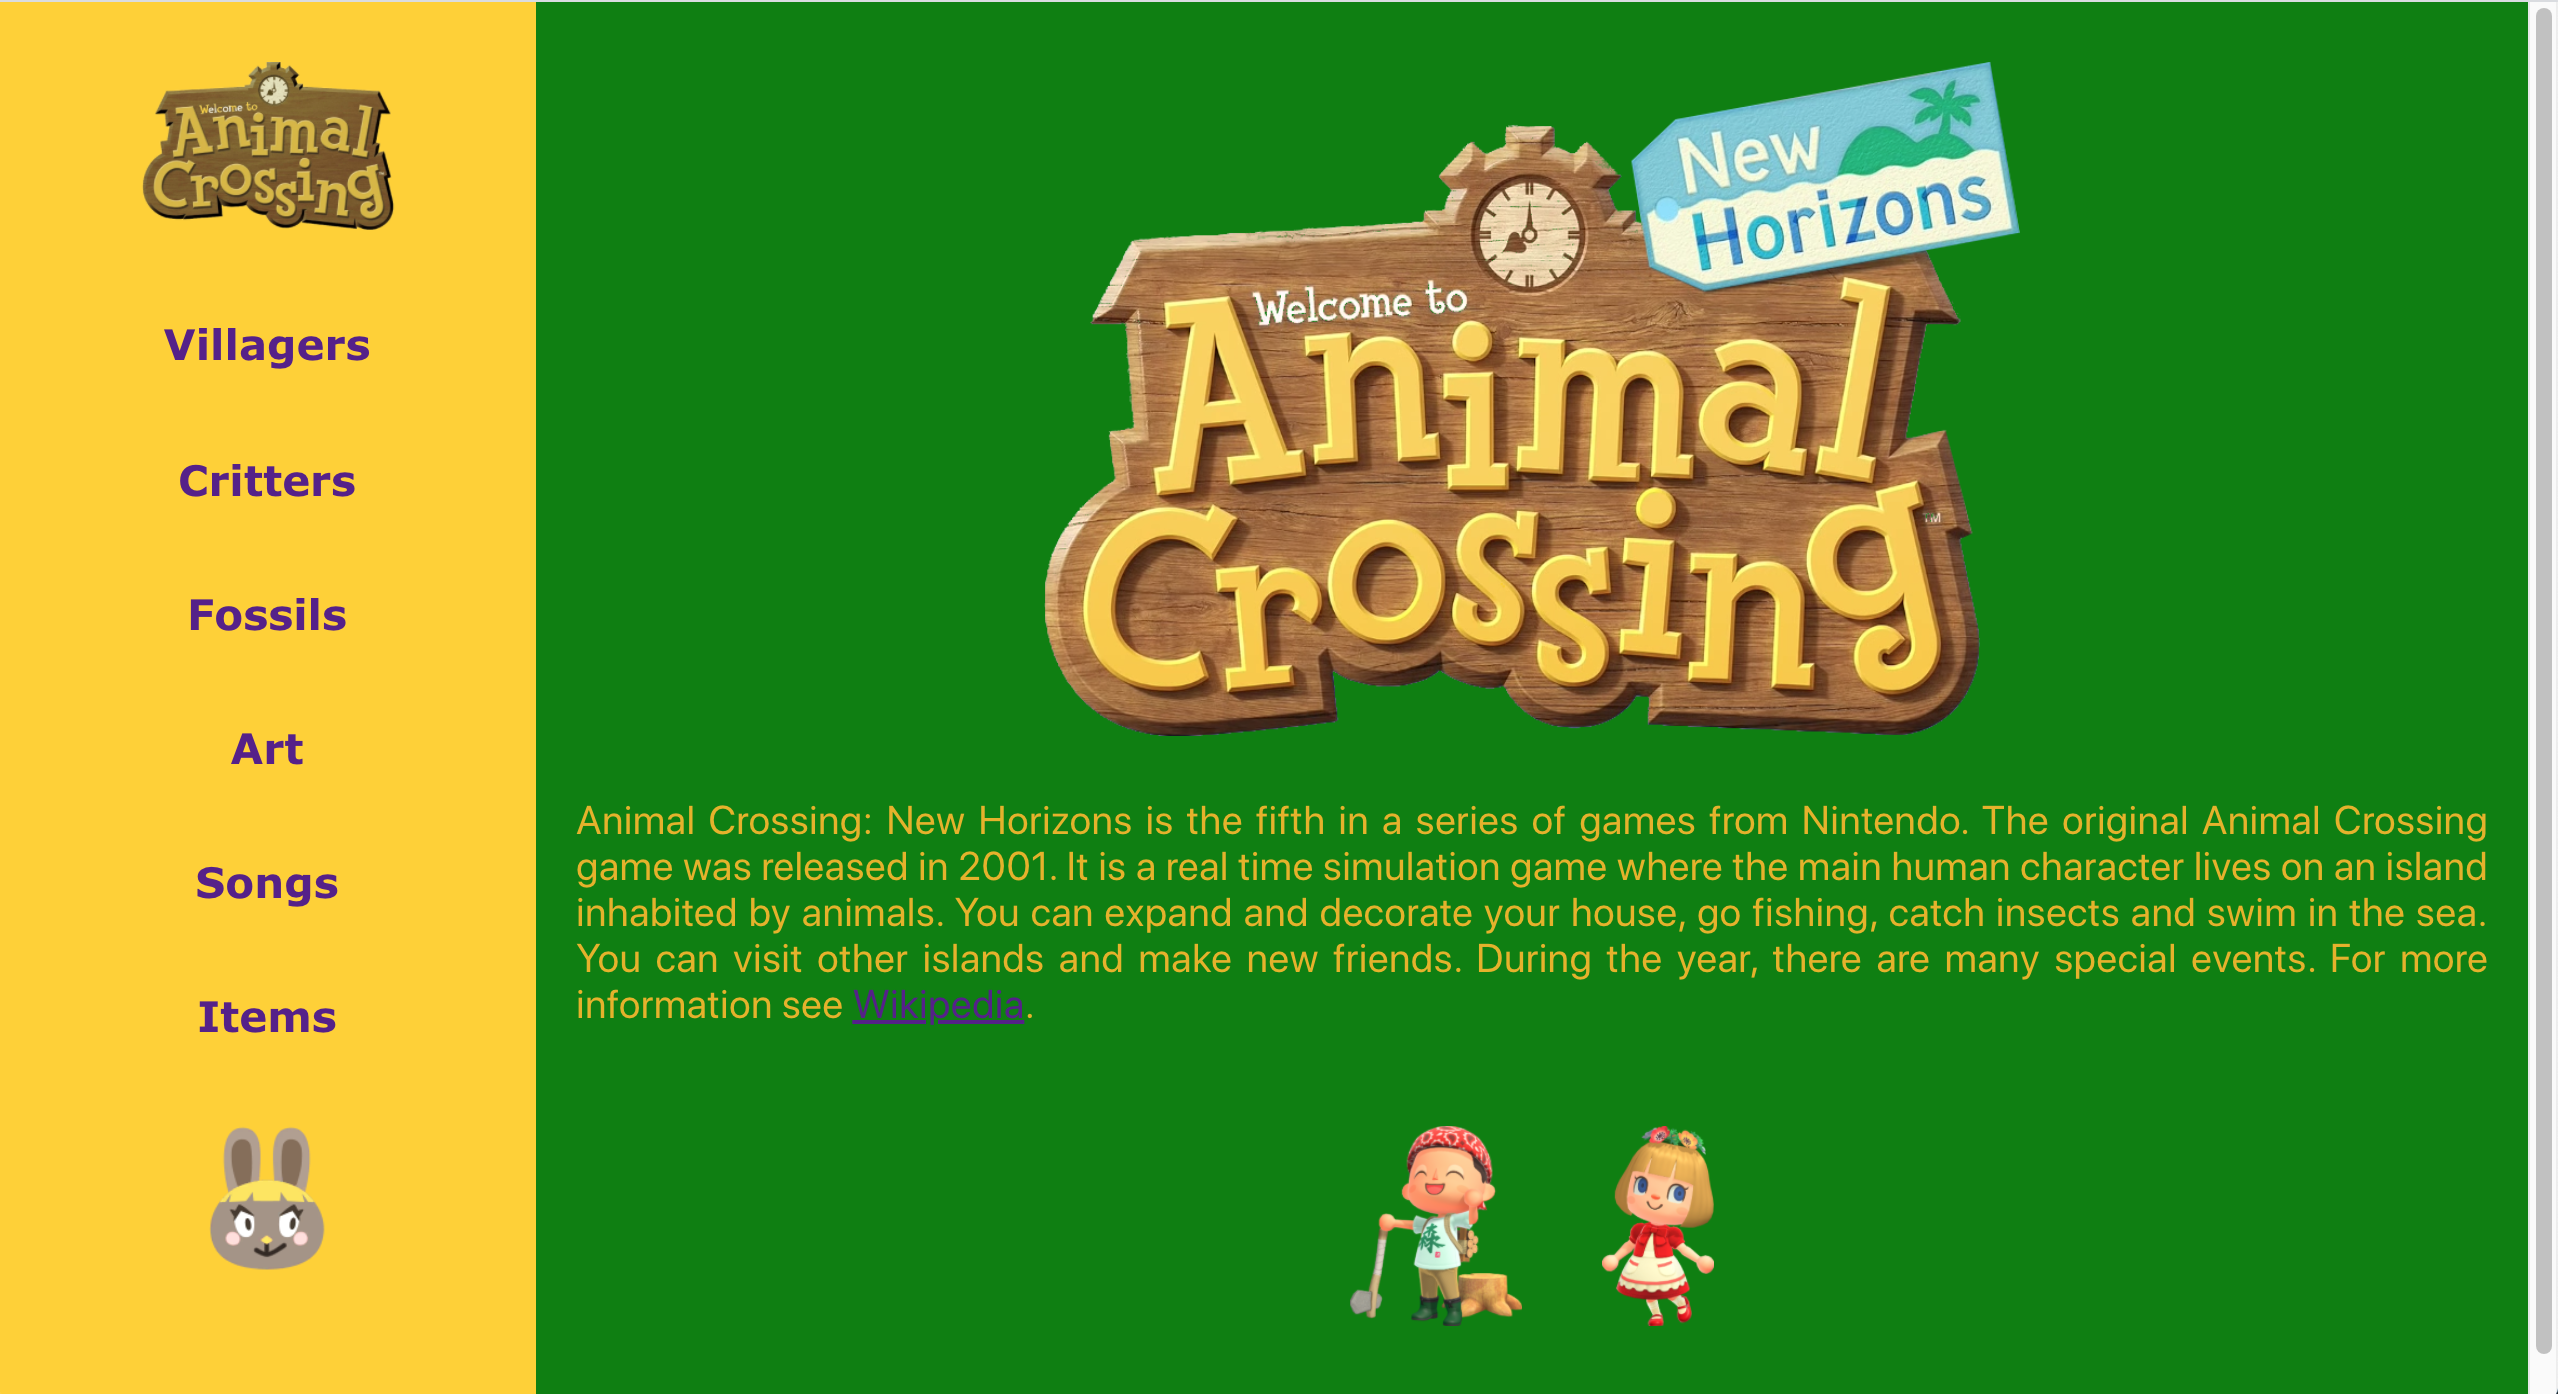 Welcome to
Animal
Crossing
Villagers
Critters
Fossils
Art
Songs
Items
New
Horizons
Welcome to
Animal
Crossing
TM
Animal Crossing: New Horizons is the fifth in a series of games from Nintendo. The original Animal Crossing
game was released in 2001. It is a real time simulation game where the main human character lives on an island
inhabited by animals. You can expand and decorate your house, go fishing, catch insects and swim in the sea.
You can visit other islands and make new friends. During the year, there are many special events. For more
information see Wikipedia.
森